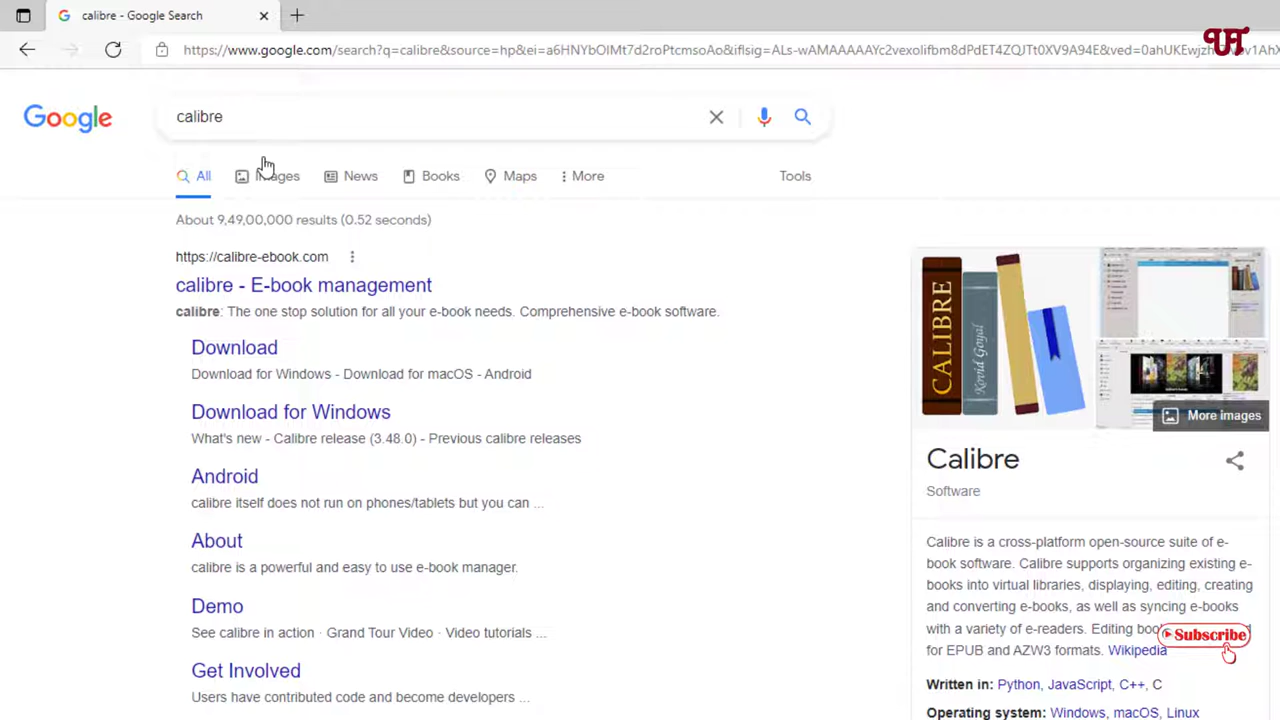 calibre - Google Search
https://www.google.com/search?q=calibre&source=hp&ei=a6HNYbOlMt7d2roPtcmsoAo&iflsig=ALs-wAMAAAAAYc2vexolifbm8dPdET4ZQJTt0XV9A94E&ved=0ahUKEwjzh
UT
Google
calibre
All
Images
News
Books
Maps
More
Tools
About 9,49,00,000 results (0.52 seconds)
https://calibre-ebook.com
calibre - E-book management
calibre: The one stop solution for all your e-book needs. Comprehensive e-book software.
Download
Download for Windows - Download for macOS - Android
Download for Windows
What's new - Calibre release (3.48.0) - Previous calibre releases
Android
calibre itself does not run on phones/tablets but you can ...
About
calibre is a powerful and easy to use e-book manager.
Demo
See calibre in action · Grand Tour Video · Video tutorials ...
Get Involved
Users have contributed code and become developers ...
CALIBRE
Kovid Goyal
More images
Calibre
Software
Calibre is a cross-platform open-source suite of e-
book software. Calibre supports organizing existing e-
books into virtual libraries, displaying, editing, creating
and converting e-books, as well as syncing e-books
with a variety of e-readers. Editing
Subscribe
for EPUB and AZW3 formats. Wikipedia
Written in: Python, JavaScript, C++, C
Operating system: Windows, macOS, Linux